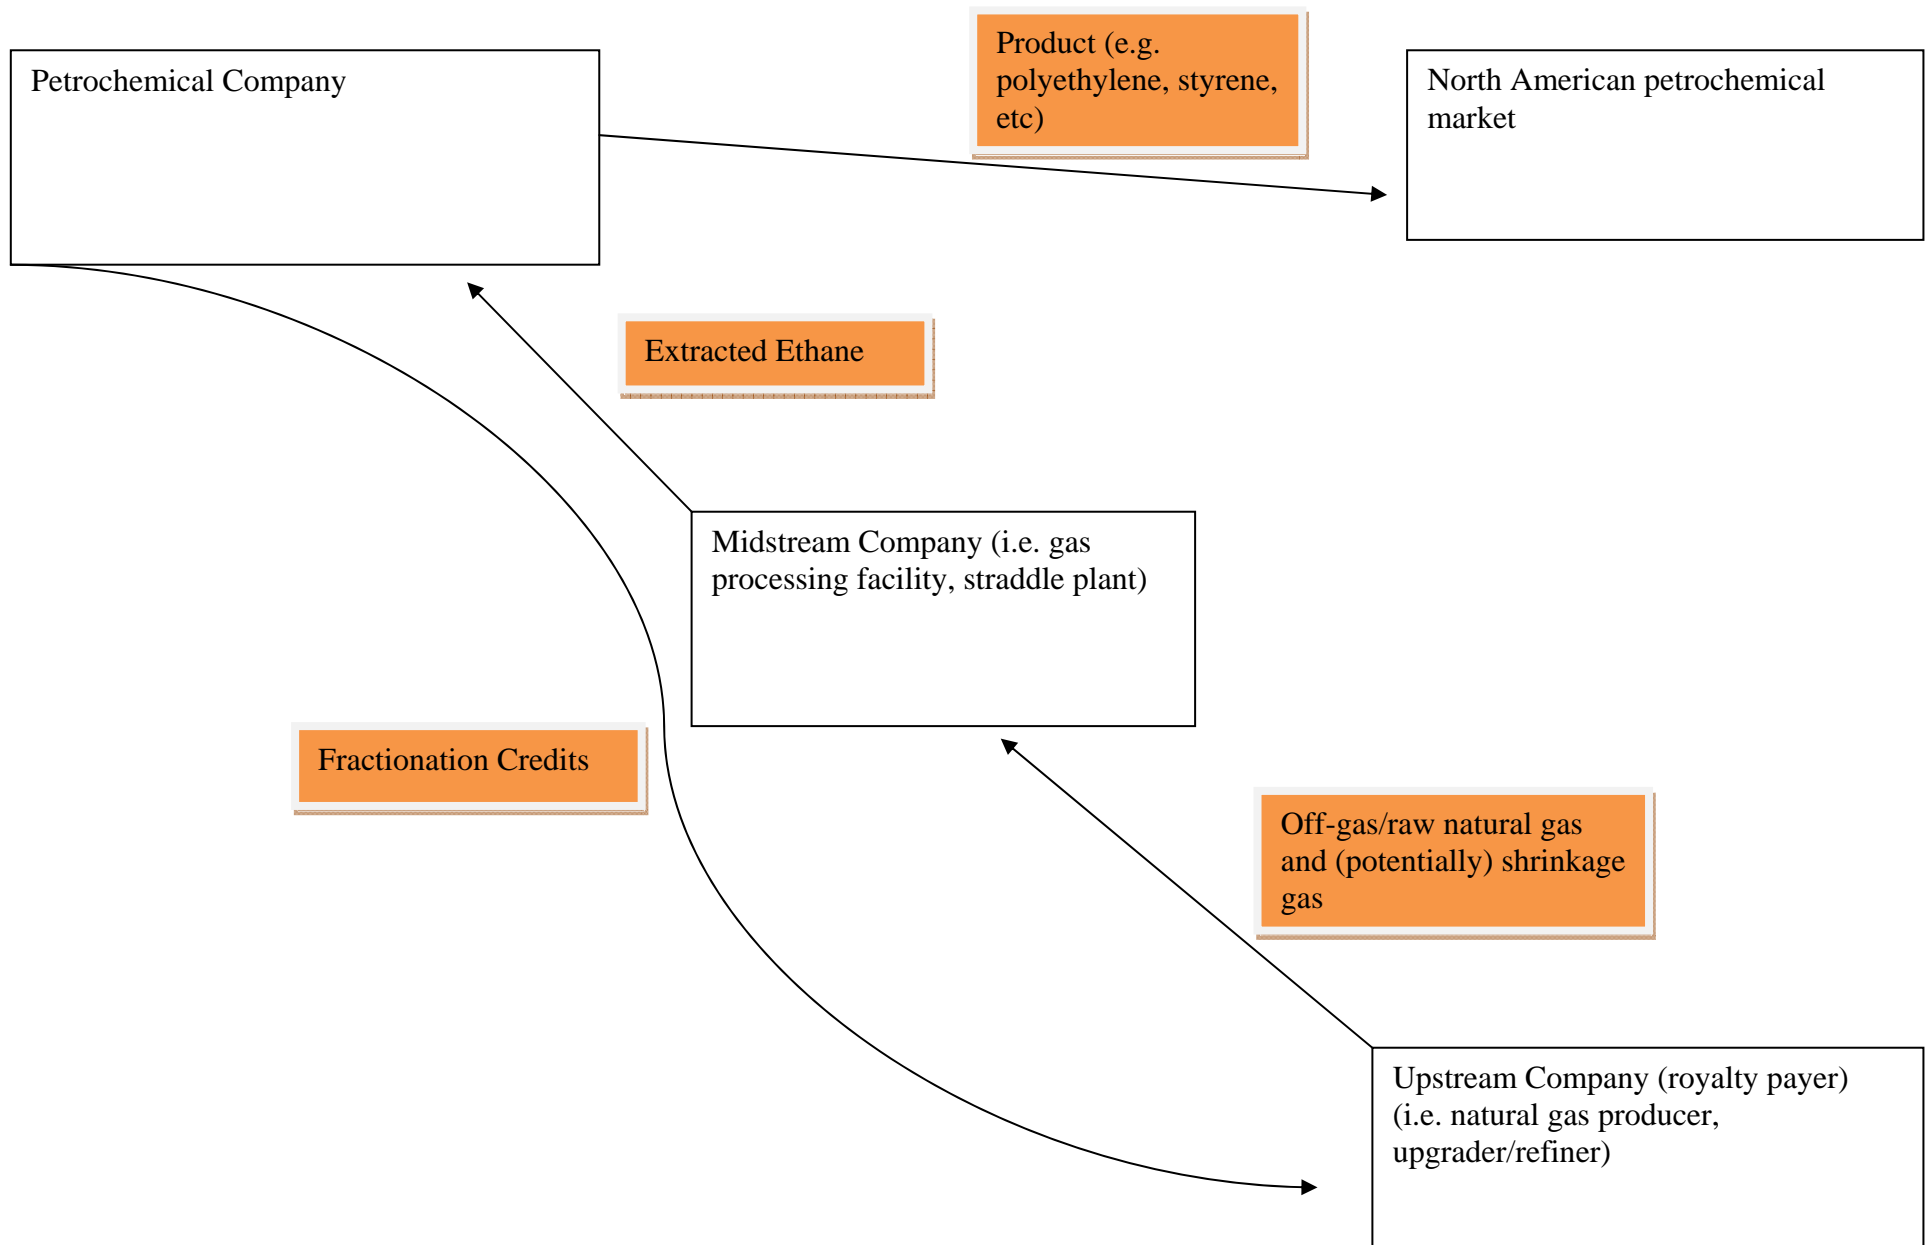 Petrochemical Company
Product (e.g.
polyethylene, styrene,
etc)
North American petrochemical
market
Extracted Ethane
Midstream Company (i.e. gas
processing facility, straddle plant)
Fractionation Credits
Off-gas/raw natural gas
and (potentially) shrinkage
gas
Upstream Company (royalty payer)
(i.e. natural gas producer,
upgrader/refiner)